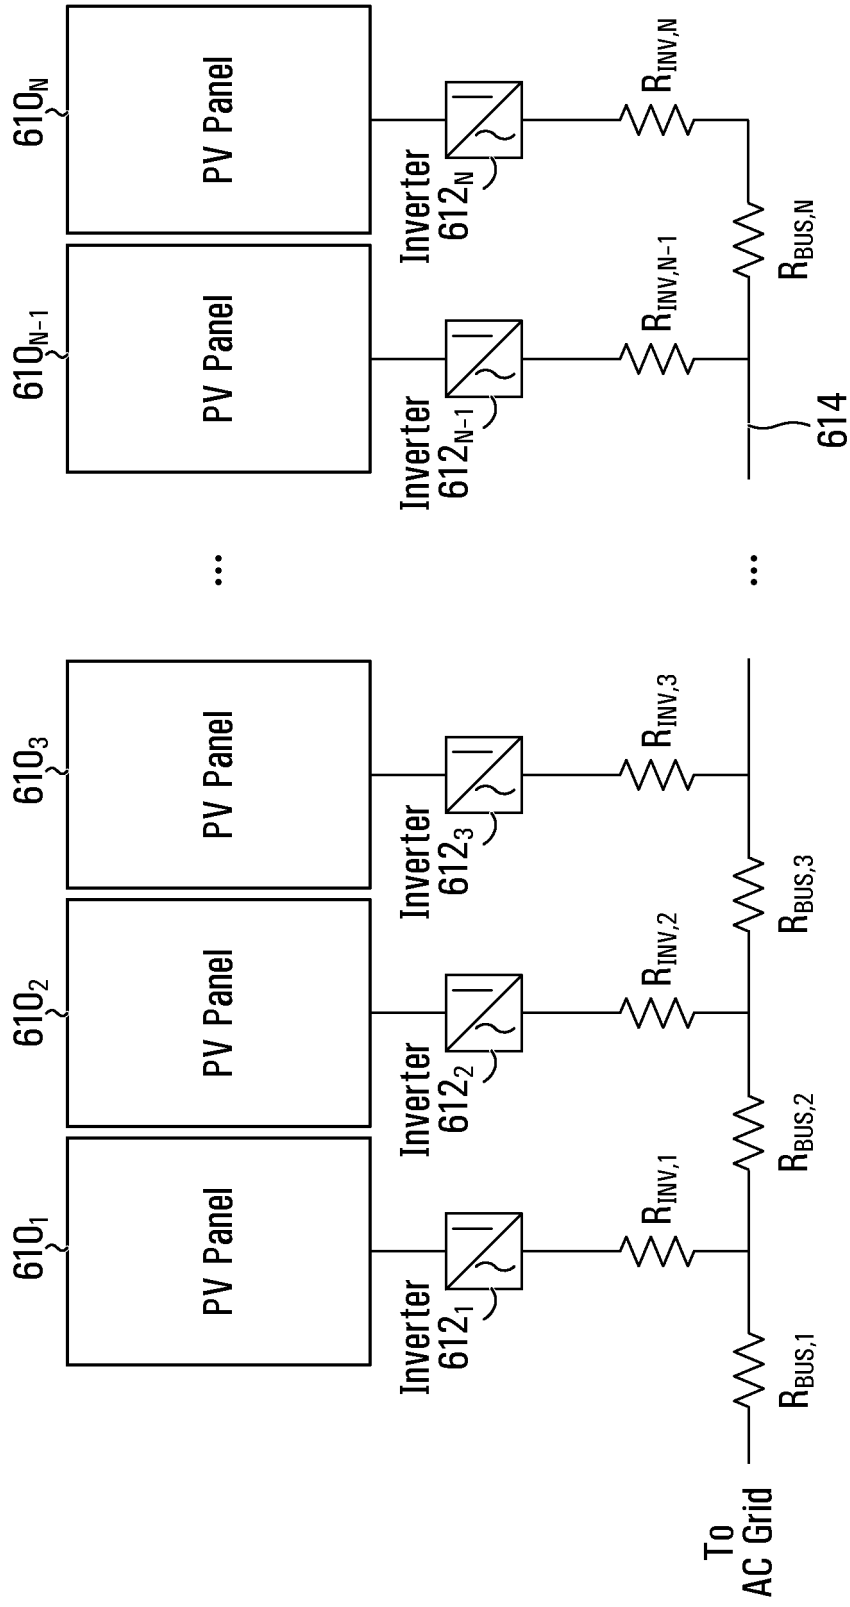 610₁
610₂
610₃
610N−1
610N
PV Panel
PV Panel
PV Panel
...
PV Panel
PV Panel
Inverter
612₁
Inverter
612₂
Inverter
612₃
Inverter
612N−1
Inverter
612N
RINV,1
RINV,2
RINV,3
RINV,N−1
RINV,N
To
AC Grid
...
RBUS,1
RBUS,2
RBUS,3
614
RBUS,N